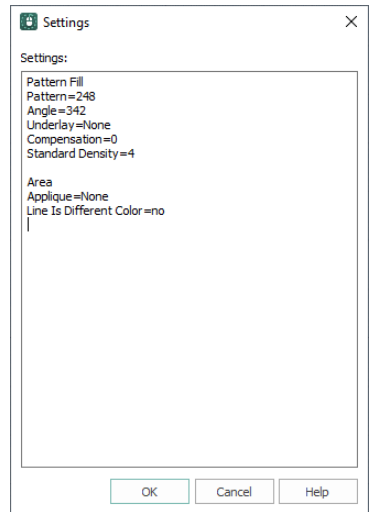 Settings
Settings:
Pattern Fill
Pattern=248
Angle=342
Underlay=None
Compensation=0
Standard Density=4
Area
Applique=None
Line Is Different Color=no
OK
Cancel
Help